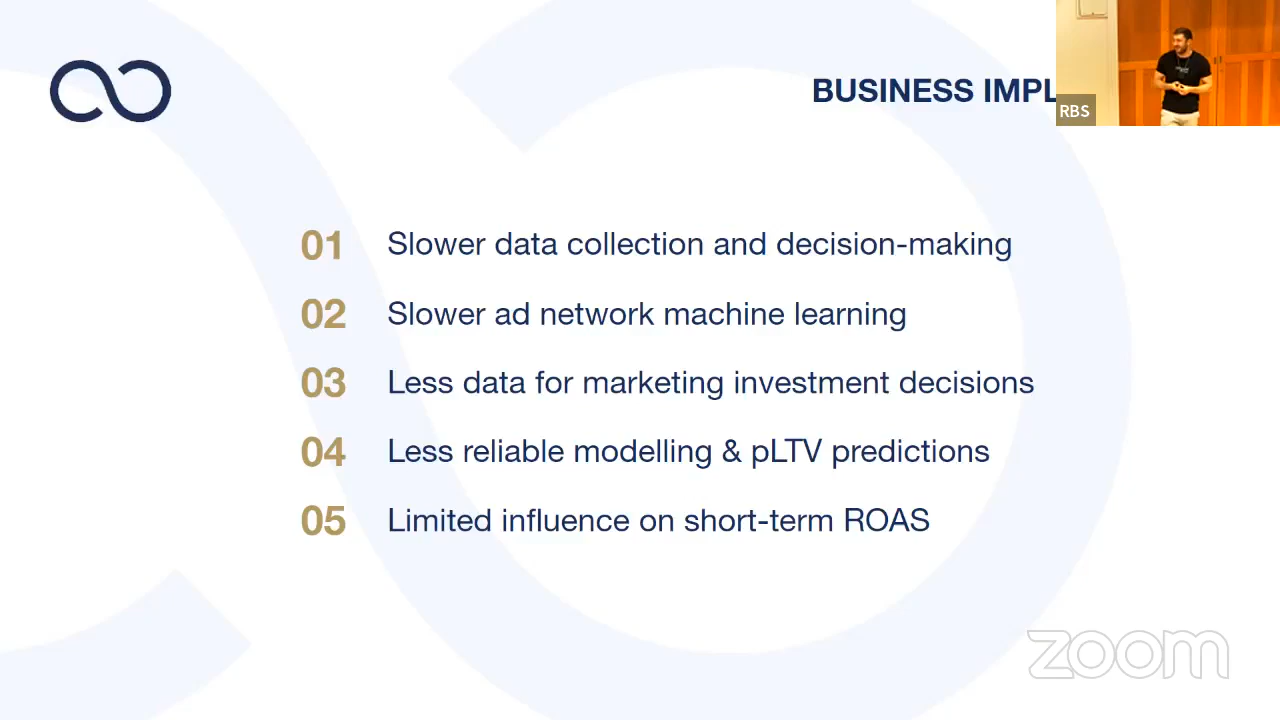 BUSINESS IMPL
RBS
01 Slower data collection and decision-making
02 Slower ad network machine learning
03 Less data for marketing investment decisions
04 Less reliable modelling & pLTV predictions
05 Limited influence on short-term ROAS
zoom